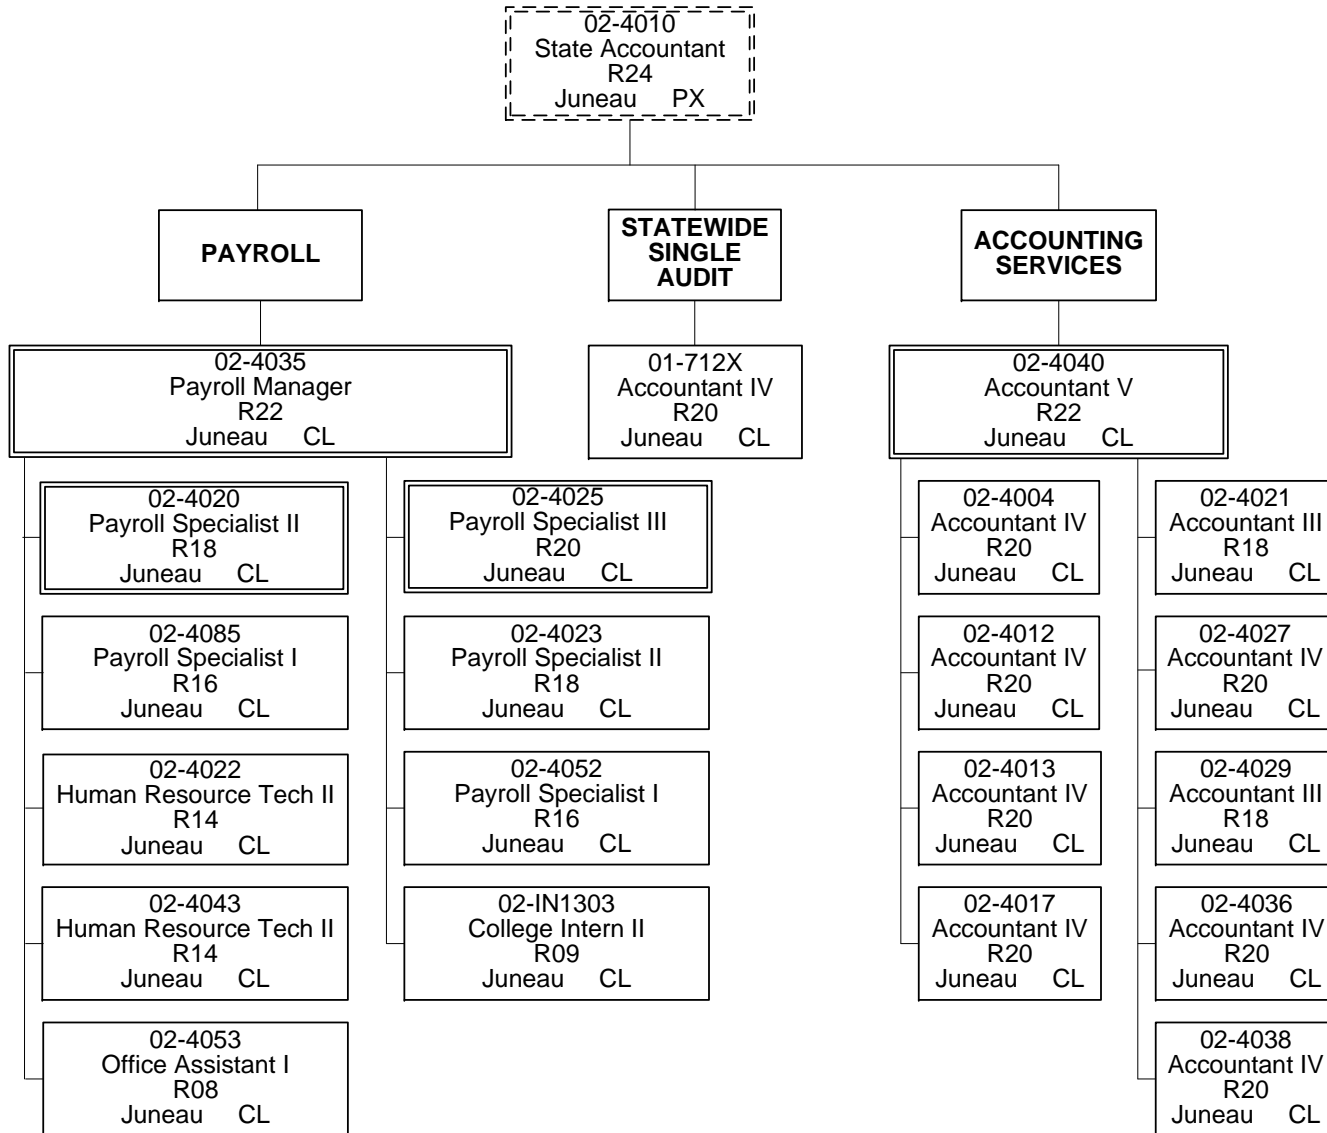 02-4010
State Accountant
R24
Juneau PX
PAYROLL
STATEWIDE
SINGLE
AUDIT
ACCOUNTING
SERVICES
02-4035
Payroll Manager
R22
Juneau CL
01-712X
Accountant IV
R20
Juneau CL
02-4040
Accountant V
R22
Juneau CL
02-4020
Payroll Specialist II
R18
Juneau CL
02-4025
Payroll Specialist III
R20
Juneau CL
02-4004
Accountant IV
R20
Juneau CL
02-4021
Accountant III
R18
Juneau CL
02-4085
Payroll Specialist I
R16
Juneau CL
02-4023
Payroll Specialist II
R18
Juneau CL
02-4012
Accountant IV
R20
Juneau CL
02-4027
Accountant IV
R20
Juneau CL
02-4022
Human Resource Tech II
R14
Juneau CL
02-4052
Payroll Specialist I
R16
Juneau CL
02-4013
Accountant IV
R20
Juneau CL
02-4029
Accountant III
R18
Juneau CL
02-4043
Human Resource Tech II
R14
Juneau CL
02-IN1303
College Intern II
R09
Juneau CL
02-4017
Accountant IV
R20
Juneau CL
02-4036
Accountant IV
R20
Juneau CL
02-4053
Office Assistant I
R08
Juneau CL
02-4038
Accountant IV
R20
Juneau CL